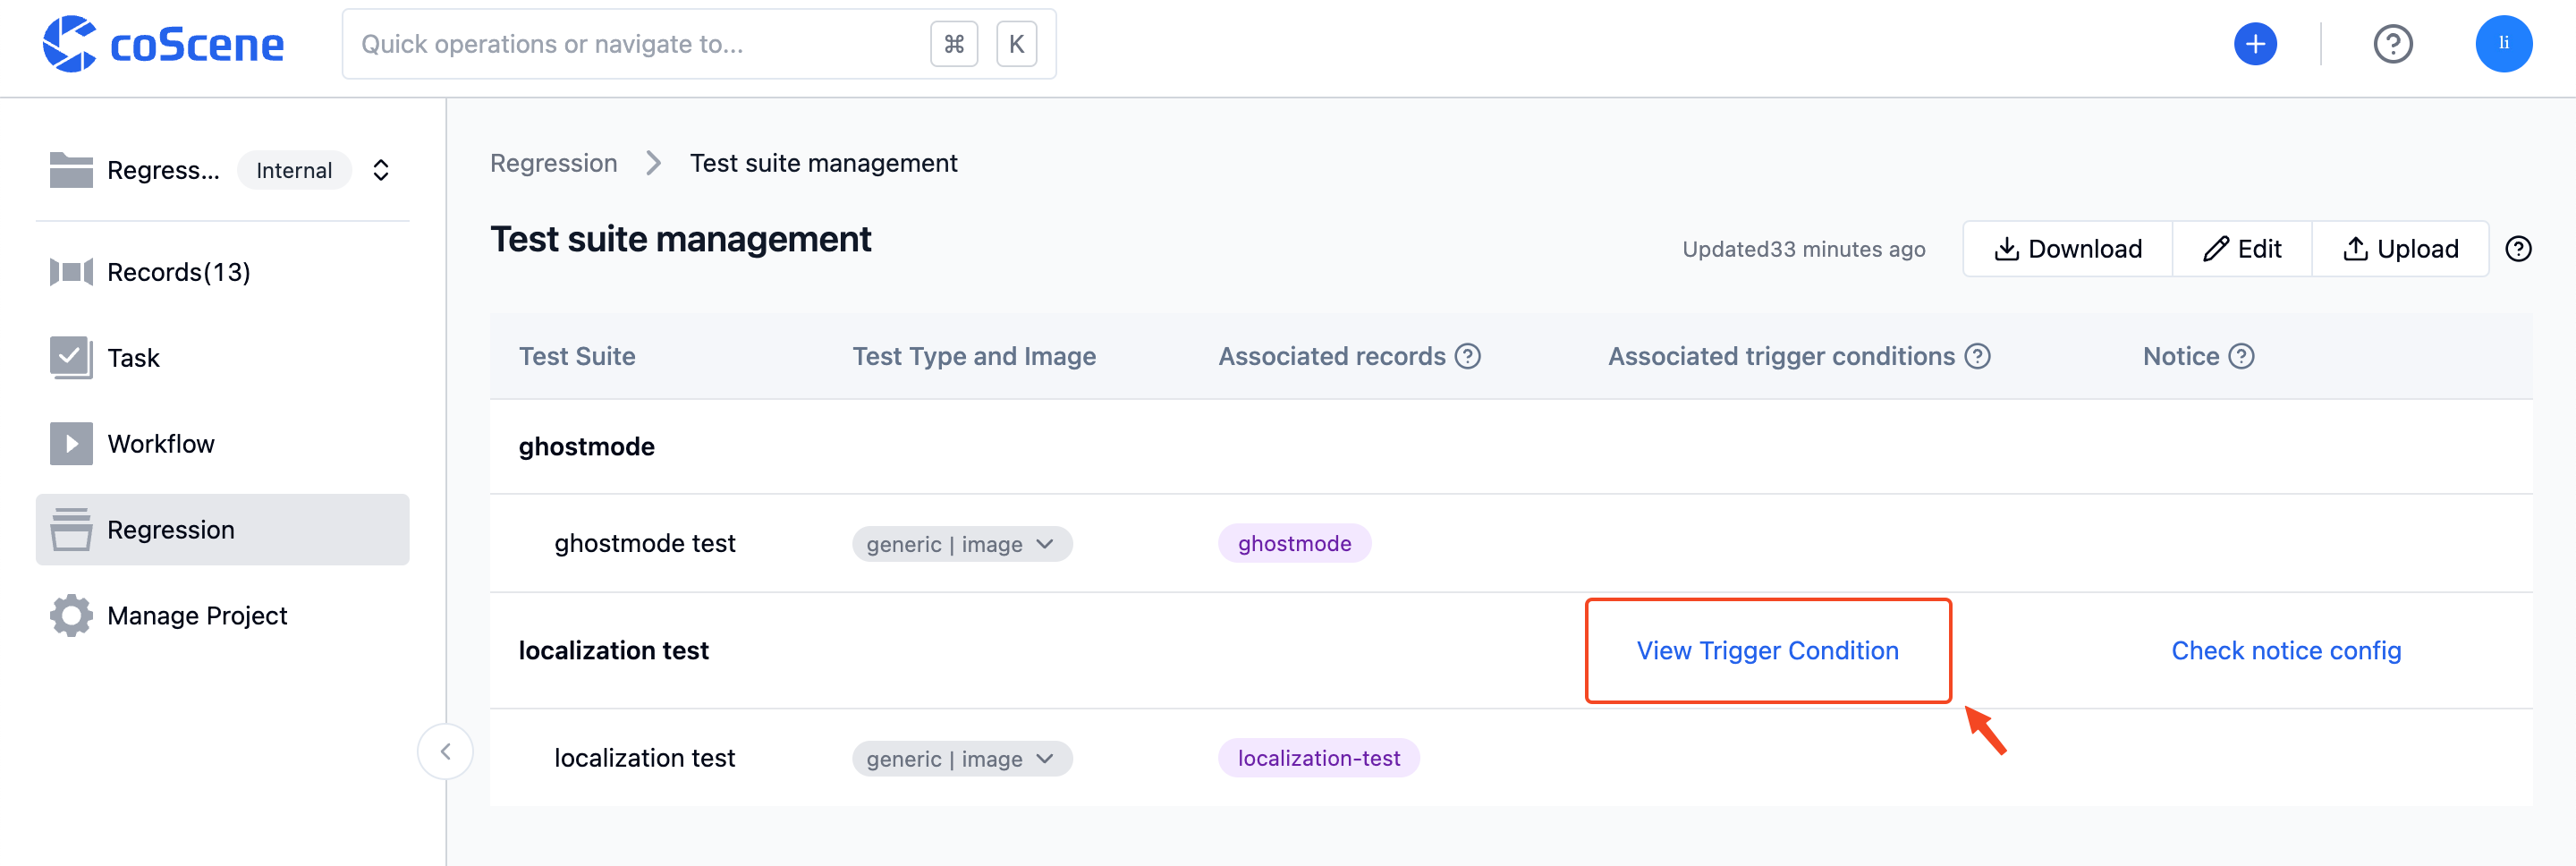 coScene
Quick operations or navigate to...
⌘ K
li
Regress... Internal
Regression > Test suite management
Records(13)
Task
Workflow
Regression
Manage Project
Test suite management
Updated33 minutes ago
Download
Edit
Upload
Test Suite
Test Type and Image
Associated records
Associated trigger conditions
Notice
ghostmode
ghostmode test
generic | image
ghostmode
localization test
View Trigger Condition
Check notice config
localization test
generic | image
localization-test